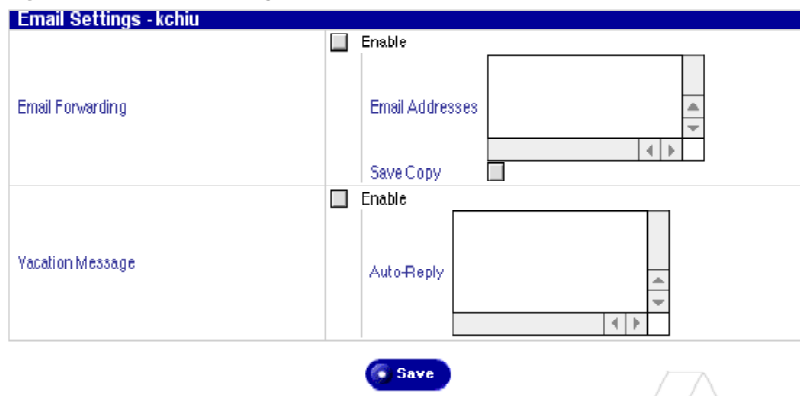 Email Settings - kchiu
Enable
Email Forwarding
Email Addresses
Save Copy
Enable
Vacation Message
Auto-Reply
Save